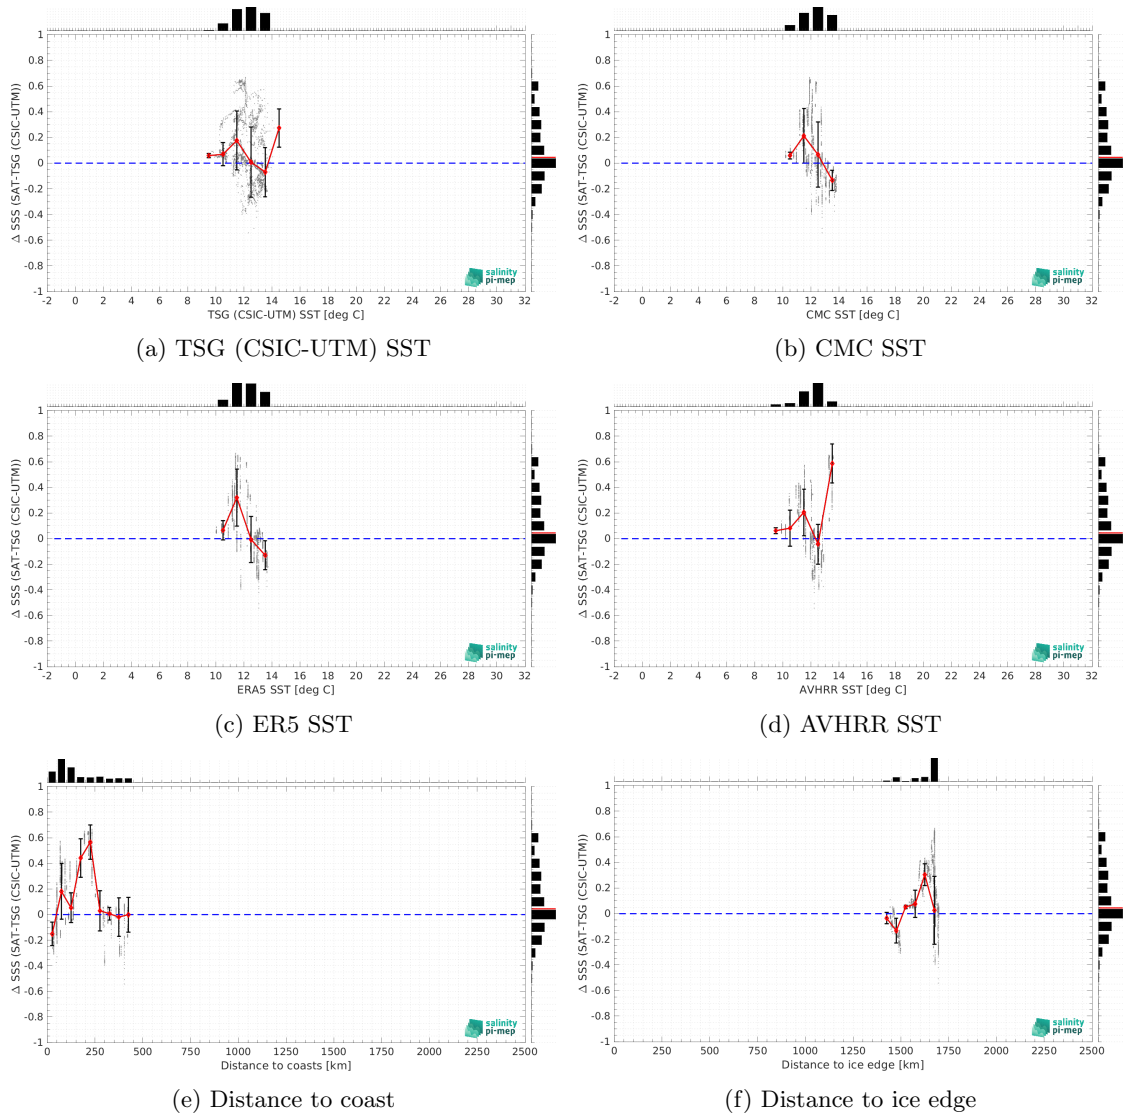 1
0.8
0.6
0.4
0.2
0
-0.2
-0.4
-0.6
-0.8
-1
Δ SSS (SAT-TSG (CSIC-UTM))
-2 0 2 4 6 8 10 12 14 16 18 20 22 24 26 28 30 32
TSG (CSIC-UTM) SST [deg C]
salinity
pi-mep
(a) TSG (CSIC-UTM) SST
1
0.8
0.6
0.4
0.2
0
-0.2
-0.4
-0.6
-0.8
-1
Δ SSS (SAT-TSG (CSIC-UTM))
-2 0 2 4 6 8 10 12 14 16 18 20 22 24 26 28 30 32
CMC SST [deg C]
salinity
pi-mep
(b) CMC SST
1
0.8
0.6
0.4
0.2
0
-0.2
-0.4
-0.6
-0.8
-1
Δ SSS (SAT-TSG (CSIC-UTM))
-2 0 2 4 6 8 10 12 14 16 18 20 22 24 26 28 30 32
ERA5 SST [deg C]
salinity
pi-mep
(c) ER5 SST
1
0.8
0.6
0.4
0.2
0
-0.2
-0.4
-0.6
-0.8
-1
Δ SSS (SAT-TSG (CSIC-UTM))
-2 0 2 4 6 8 10 12 14 16 18 20 22 24 26 28 30 32
AVHRR SST [deg C]
salinity
pi-mep
(d) AVHRR SST
1
0.8
0.6
0.4
0.2
0
-0.2
-0.4
-0.6
-0.8
-1
Δ SSS (SAT-TSG (CSIC-UTM))
0 250 500 750 1000 1250 1500 1750 2000 2250 2500
Distance to coasts [km]
salinity
pi-mep
(e) Distance to coast
1
0.8
0.6
0.4
0.2
0
-0.2
-0.4
-0.6
-0.8
-1
Δ SSS (SAT-TSG (CSIC-UTM))
0 250 500 750 1000 1250 1500 1750 2000 2250 2500
Distance to ice edge [km]
salinity
pi-mep
(f) Distance to ice edge